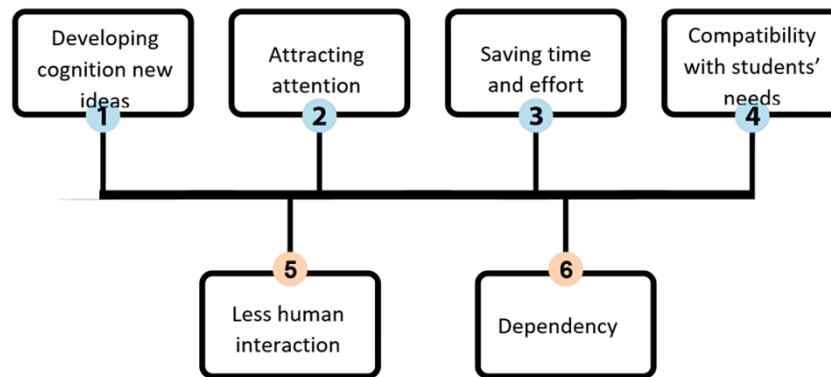 Developing
cognition new
ideas
1
Attracting
attention
2
Saving time
and effort
3
Compatibility
with students’
needs
4
5
Less human
interaction
6
Dependency